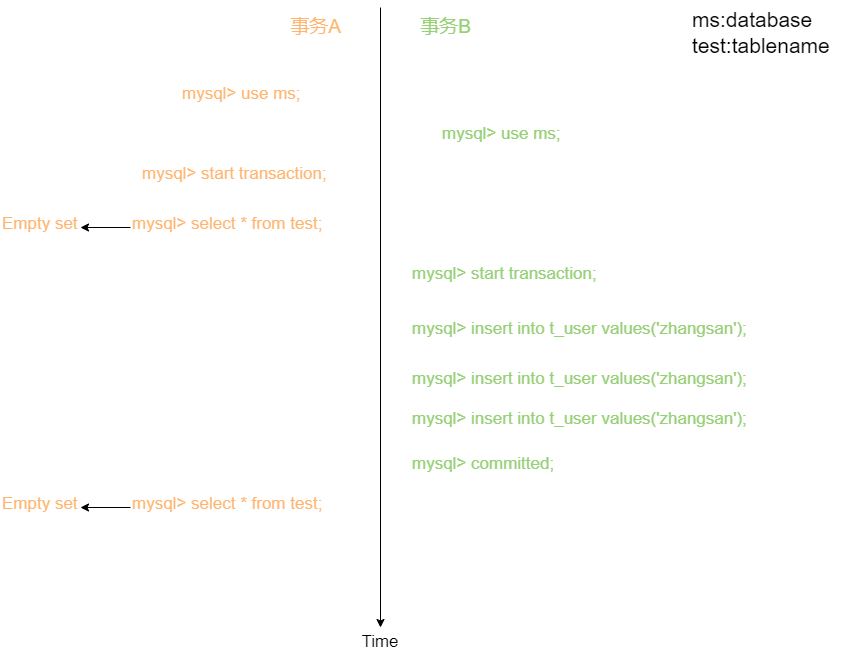 事务A
事务B
ms:database
test:tablename
mysql> use ms;
mysql> use ms;
mysql> start transaction;
Empty set
mysql> select * from test;
mysql> start transaction;
mysql> insert into t_user values('zhangsan');
mysql> insert into t_user values('zhangsan');
mysql> insert into t_user values('zhangsan');
mysql> committed;
Empty set
mysql> select * from test;
Time